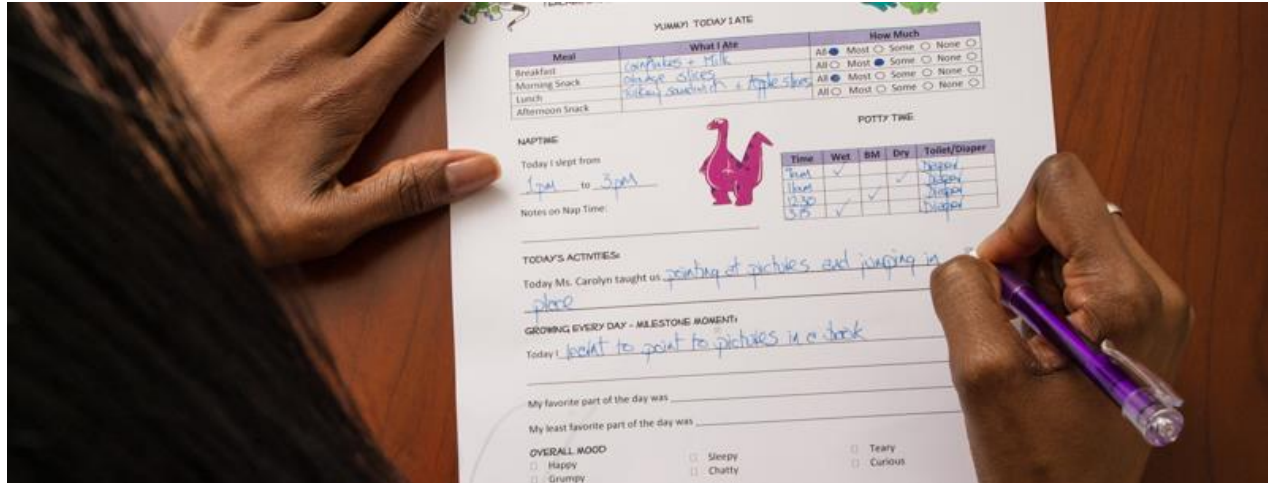 YUMMY! TODAY I ATE
Meal What I Ate How Much
Breakfast cornflakes + Milk All Most Some None
Morning Snack orange slices All Most Some None
Lunch Turkey sandwich + Apple slices All Most Some None
Afternoon Snack All Most Some None
NAPTIME
POTTY TIME
Today I slept from
1pm to 3pm
Notes on Nap Time:
Time Wet BM Dry Toilet/Diaper
✓ Diaper
11am ✓ Diaper
12:30 ✓ Diaper
3:15 ✓ Diaper
TODAY'S ACTIVITIES:
Today Ms. Carolyn taught us pointing at pictures and jumping in
place
GROWING EVERY DAY - MILESTONE MOMENT:
Today I learnt to point to pictures in a book
My favorite part of the day was
My least favorite part of the day was
OVERALL MOOD
Happy Sleepy Teary
Grumpy Chatty Curious